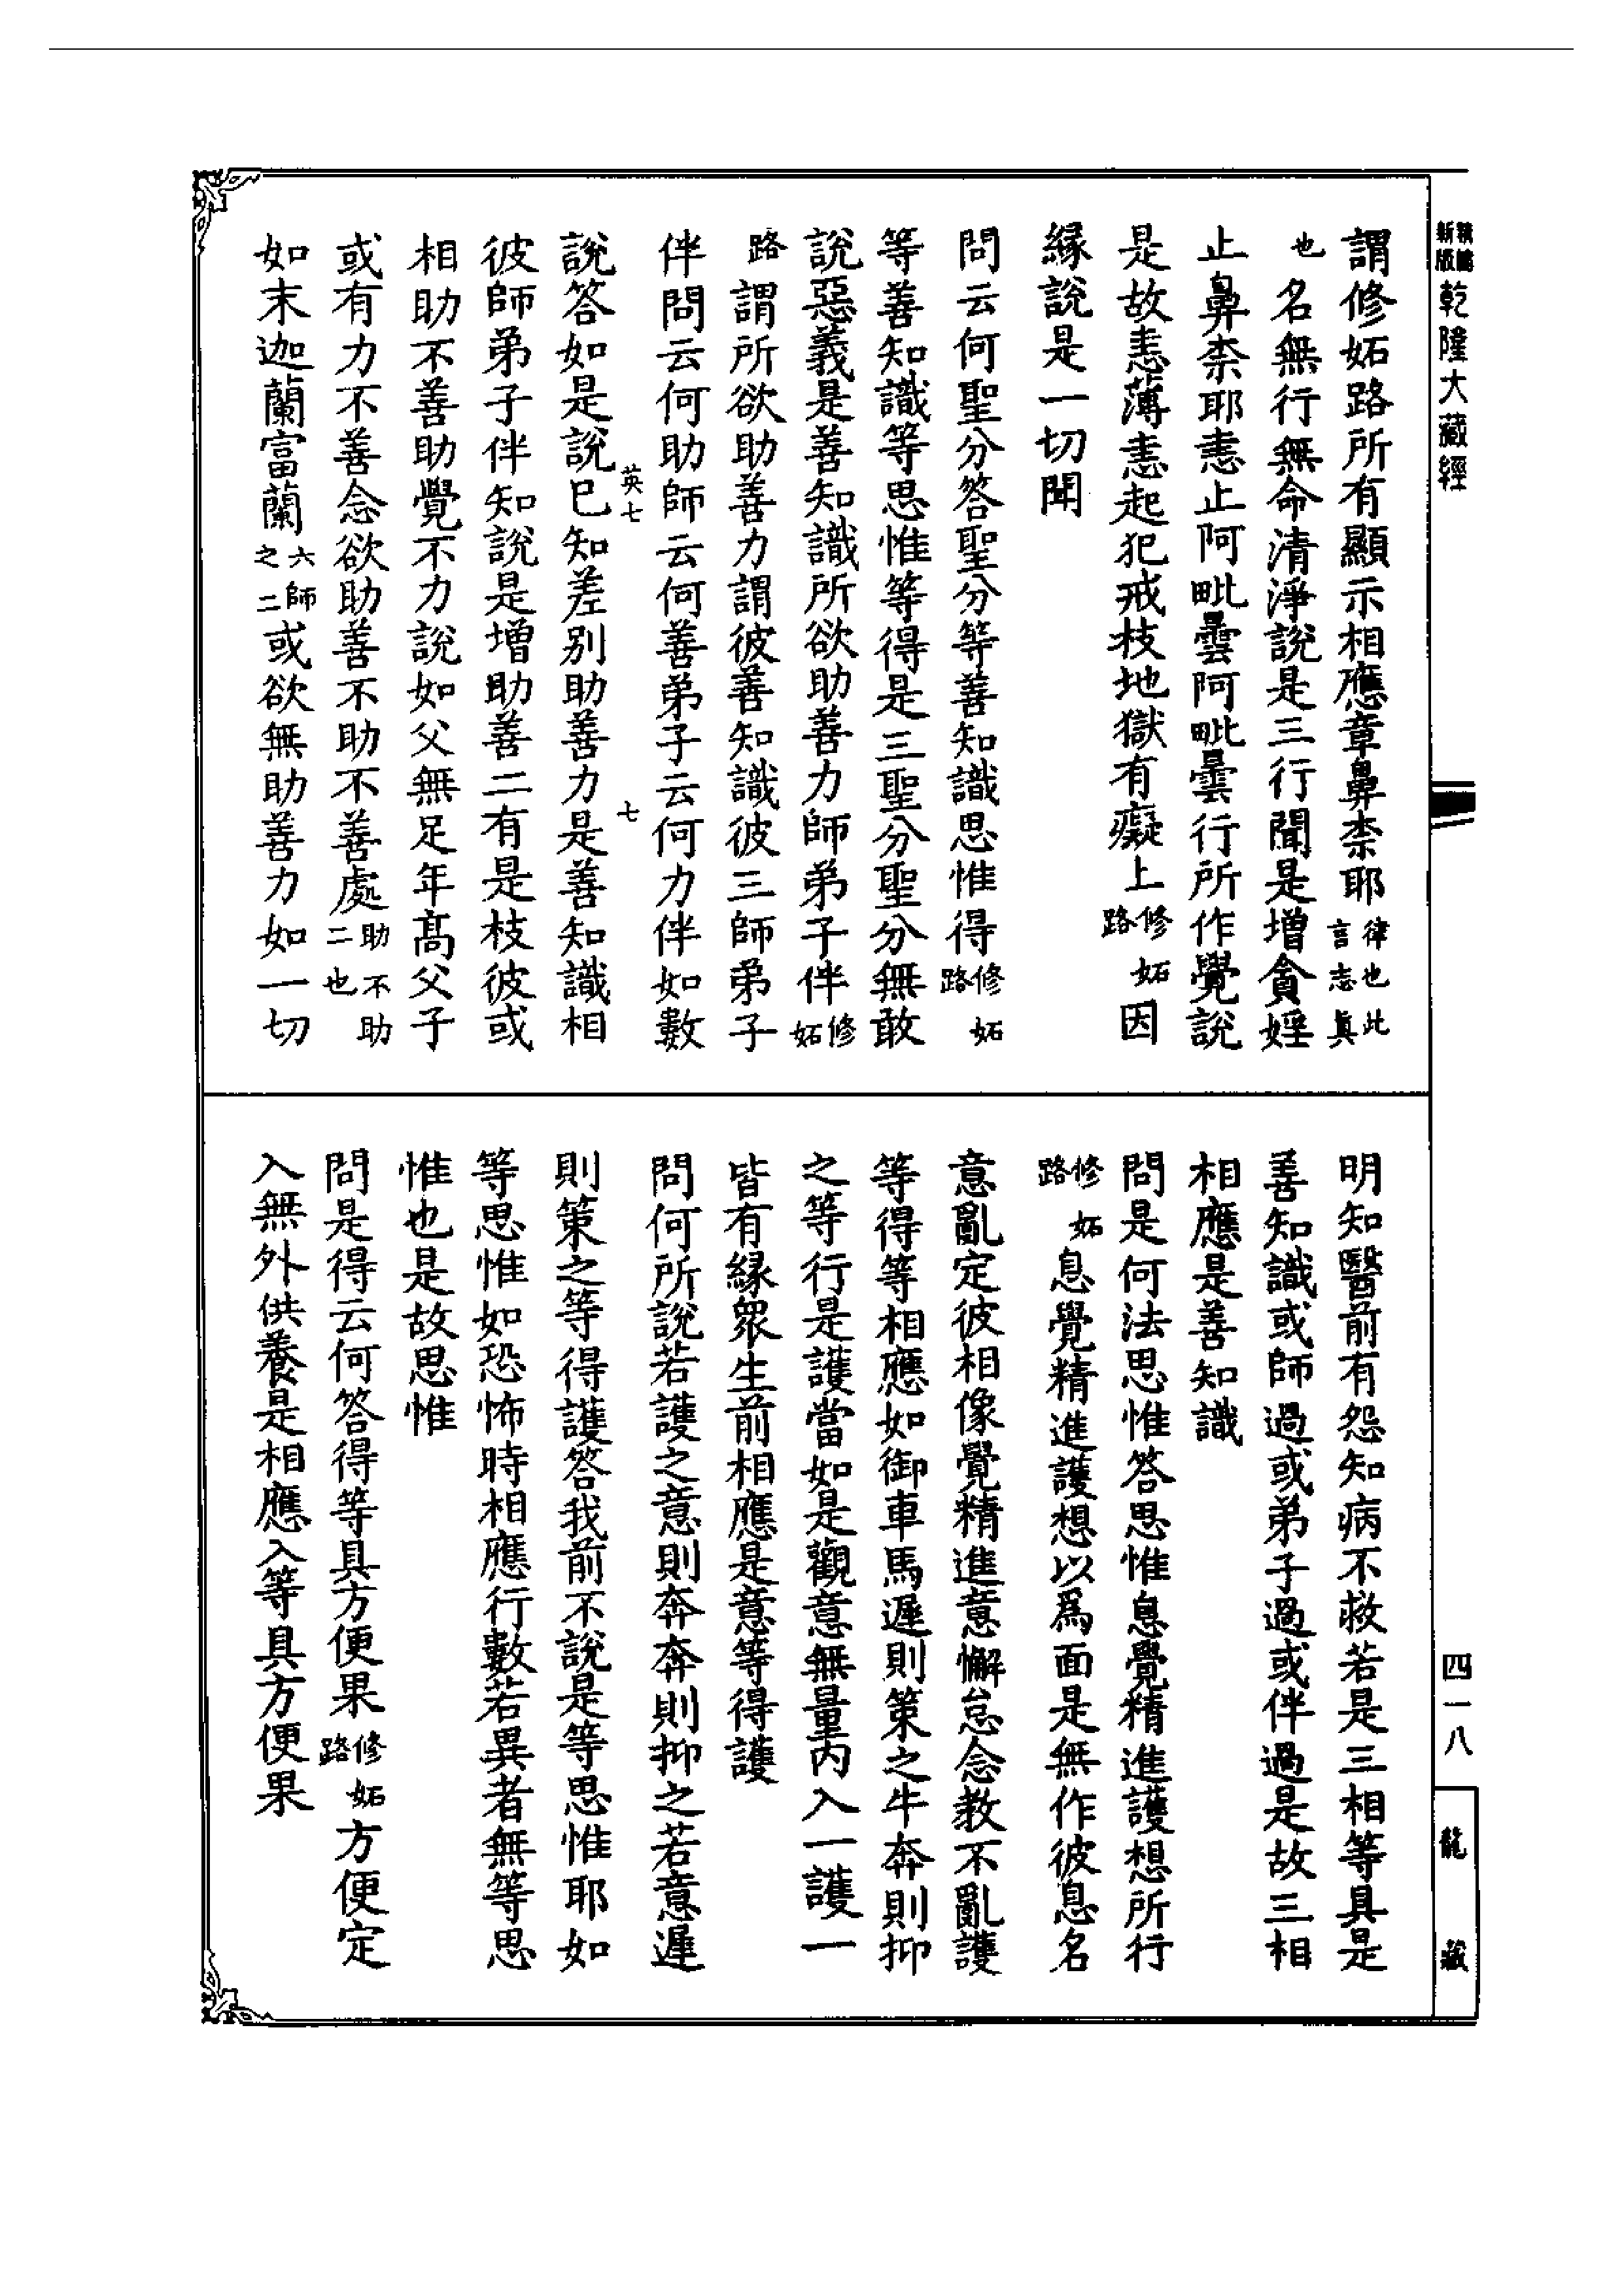 新版
乾隆大藏經
謂修妬路所有顯示相應章鼻柰耶律也此言志真
也名無行無命清淨說是三行聞是增貪婬
止鼻柰耶恚止阿毗曇阿毗曇行所作覺說
是故恚薄恚起犯戒枝地獄有癡上修妬路因
緣說是一切聞
問云何聖分答聖分等善知識思惟得修妬路
等善知識等思惟等得是三聖分聖分無敢
說惡義是善知識所欲助善力師弟子伴修妬
路謂所欲助善力謂彼善知識彼三師弟子
伴問云何助師云何善弟子云何力伴如數
英七
七
說答如是說已知差別助善力是善知識相
彼師弟子伴知說是增助善二有是枝彼或
相助不善助覺不力說如父無足年髙父子
或有力不善念欲助善不助不善處助不助二也
如末迦蘭富蘭六師之二或欲無助善力如一切
明知醫前有怨知病不救若是三相等具是
善知識或師過或弟子過或伴過是故三相
相應是善知識
問是何法思惟答思惟息覺精進護想所行
修妬路息覺精進護想以為面是無作彼息名
意亂定彼相像覺精進意懈怠念教不亂護
等得等相應如御車馬遲則策之牛奔則抑
之等行是護當如是觀意無量內入一護一
皆有緣眾生前相應是意等得護
問何所說若護之意則奔奔則抑之若意遲
則策之等得護答我前不說是等思惟耶如
等思惟如恐怖時相應行數若異者無等思
惟也是故思惟
問是得云何答得等具方便果修妬路方便定
入無外供養是相應入等具方便果
四一八
龍藏